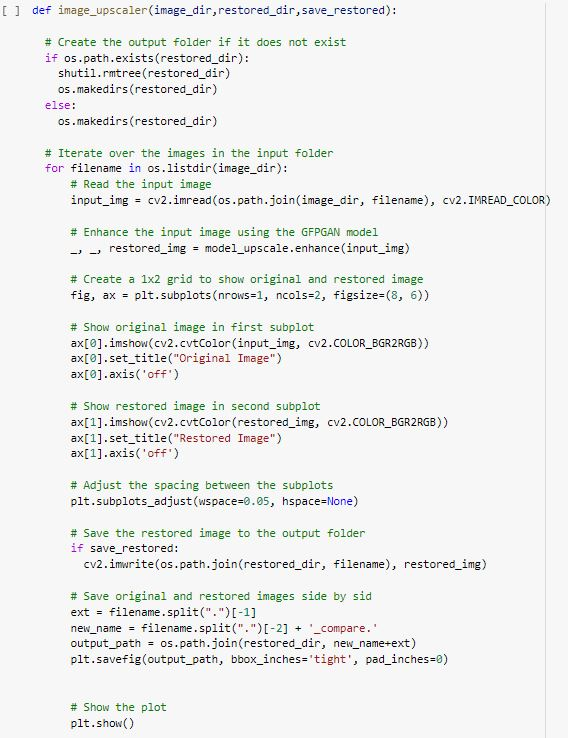 [ ] def image_upscaler(image_dir,restored_dir,save_restored):
# Create the output folder if it does not exist
if os.path.exists(restored_dir):
shutil.rmtree(restored_dir)
os.makedirs(restored_dir)
else:
os.makedirs(restored_dir)
# Iterate over the images in the input folder
for filename in os.listdir(image_dir):
# Read the input image
input_img = cv2.imread(os.path.join(image_dir, filename), cv2.IMREAD_COLOR)
# Enhance the input image using the GFPGAN model
_, _, restored_img = model_upscale.enhance(input_img)
# Create a 1x2 grid to show original and restored image
fig, ax = plt.subplots(nrows=1, ncols=2, figsize=(8, 6))
# Show original image in first subplot
ax[0].imshow(cv2.cvtColor(input_img, cv2.COLOR_BGR2RGB))
ax[0].set_title("Original Image")
ax[0].axis('off')
# Show restored image in second subplot
ax[1].imshow(cv2.cvtColor(restored_img, cv2.COLOR_BGR2RGB))
ax[1].set_title("Restored Image")
ax[1].axis('off')
# Adjust the spacing between the subplots
plt.subplots_adjust(wspace=0.05, hspace=None)
# Save the restored image to the output folder
if save_restored:
cv2.imwrite(os.path.join(restored_dir, filename), restored_img)
# Save original and restored images side by sid
ext = filename.split(".")[-1]
new_name = filename.split(".")[-2] + '_compare.'
output_path = os.path.join(restored_dir, new_name+ext)
plt.savefig(output_path, bbox_inches='tight', pad_inches=0)
# Show the plot
plt.show()